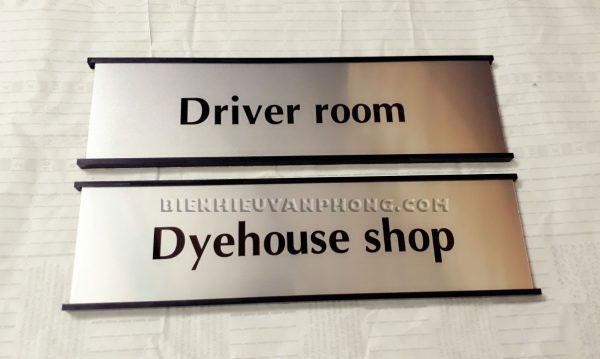 Driver room
BIENHIEUVANPHONG.COM
Dyehouse shop